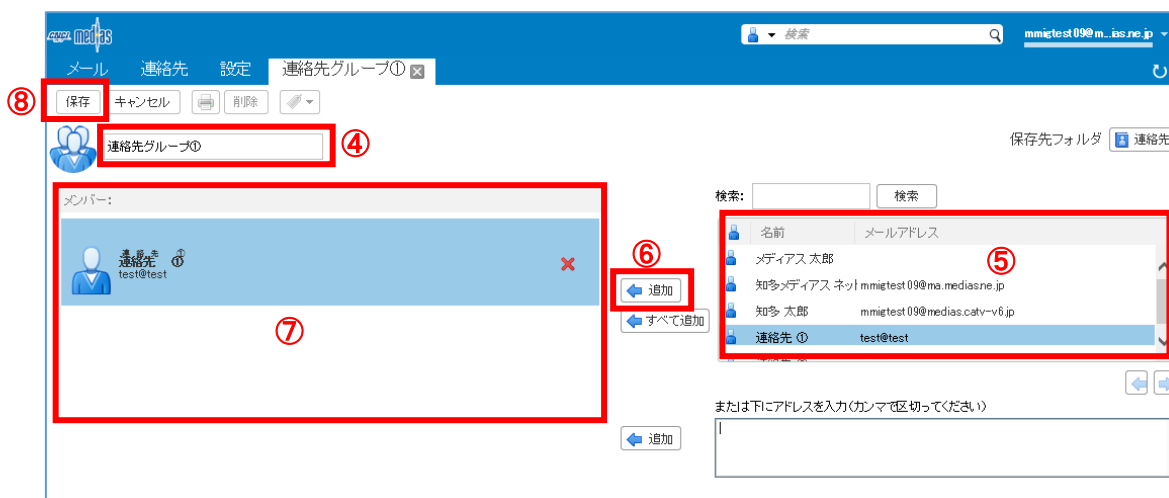 CNCI medias
検索
mmigtest09@m...ias.ne.jp
メール 連絡先 設定 連絡先グループ①
⑧ 保存 キャンセル 削除
連絡先グループ① ④
保存先フォルダ 連絡先
メンバー:
検索: 検索
名前 メールアドレス
⑤
連絡先 ①
test@test
⑥
メディアス 太郎
追加
知多メディアス ネット mmigtest09@ma.medias.ne.jp
すべて追加
知多 太郎 mmigtest09@medias.catv-v6.jp
⑦
連絡先 ① test@test
または下にアドレスを入力(カンマで区切ってください)
追加